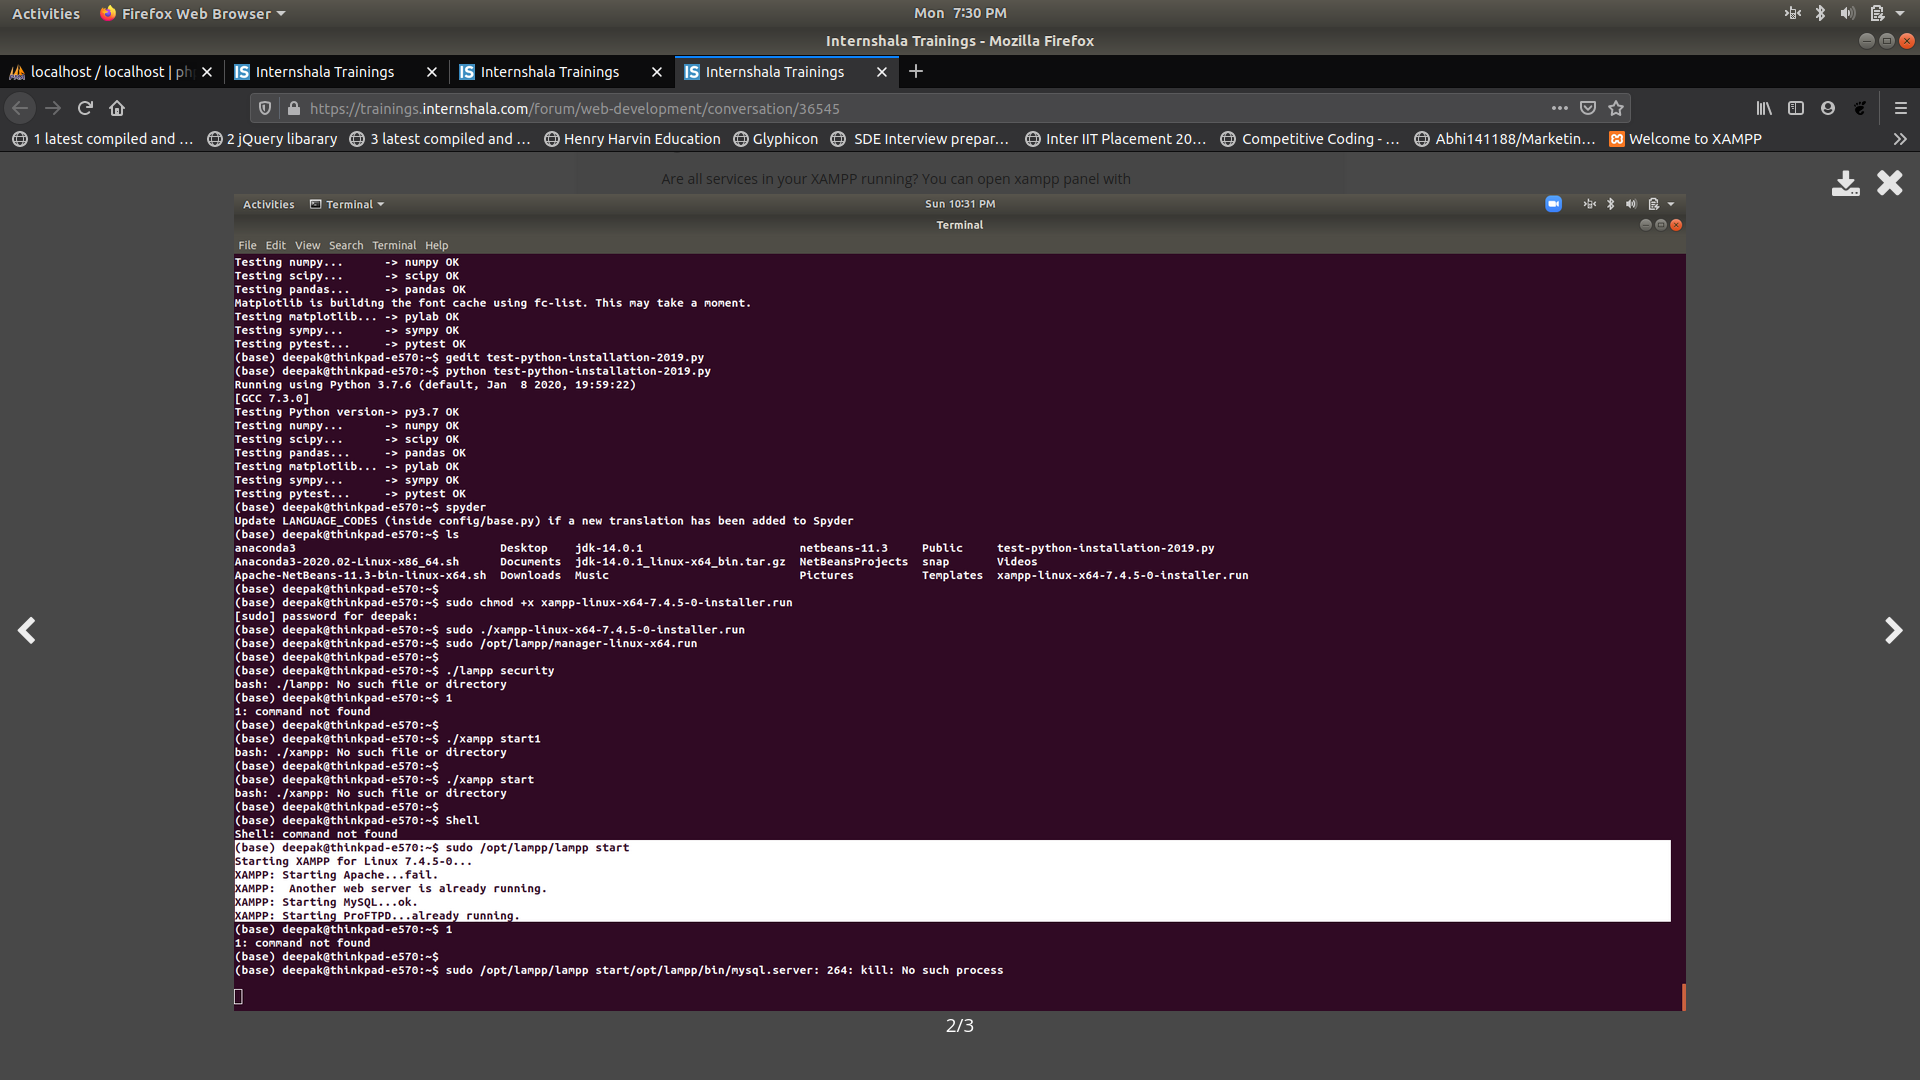 Activities Firefox Web Browser Mon 7:30 PM
Internshala Trainings - Mozilla Firefox
localhost / localhost | ph Internshala Trainings Internshala Trainings Internshala Trainings
https://trainings.internshala.com/forum/web-development/conversation/36545
1 latest compiled and ... 2 jQuery libarary 3 latest compiled and ... Henry Harvin Education Glyphicon SDE Interview prepar... Inter IIT Placement 20... Competitive Coding - ... Abhi141188/Marketin... Welcome to XAMPP
Are all services in your XAMPP running? You can open xampp panel with
Activities Terminal Sun 10:31 PM
Terminal
File Edit View Search Terminal Help
Testing numpy... -> numpy OK
Testing scipy... -> scipy OK
Testing pandas... -> pandas OK
Matplotlib is building the font cache using fc-list. This may take a moment.
Testing matplotlib... -> pylab OK
Testing sympy... -> sympy OK
Testing pytest... -> pytest OK
(base) deepak@thinkpad-e570:~$ gedit test-python-installation-2019.py
(base) deepak@thinkpad-e570:~$ python test-python-installation-2019.py
Running using Python 3.7.6 (default, Jan  8 2020, 19:59:22)
[GCC 7.3.0]
Testing Python version-> py3.7 OK
Testing numpy... -> numpy OK
Testing scipy... -> scipy OK
Testing pandas... -> pandas OK
Testing matplotlib... -> pylab OK
Testing sympy... -> sympy OK
Testing pytest... -> pytest OK
(base) deepak@thinkpad-e570:~$ spyder
Update LANGUAGE_CODES (inside config/base.py) if a new translation has been added to Spyder
(base) deepak@thinkpad-e570:~$ ls
anaconda3 Desktop jdk-14.0.1 netbeans-11.3 Public test-python-installation-2019.py
Anaconda3-2020.02-Linux-x86_64.sh Documents jdk-14.0.1_linux-x64_bin.tar.gz NetBeansProjects snap Videos
Apache-NetBeans-11.3-bin-linux-x64.sh Downloads Music Pictures Templates xampp-linux-x64-7.4.5-0-installer.run
(base) deepak@thinkpad-e570:~$
(base) deepak@thinkpad-e570:~$ sudo chmod +x xampp-linux-x64-7.4.5-0-installer.run
[sudo] password for deepak:
(base) deepak@thinkpad-e570:~$ sudo ./xampp-linux-x64-7.4.5-0-installer.run
(base) deepak@thinkpad-e570:~$ sudo /opt/lampp/manager-linux-x64.run
(base) deepak@thinkpad-e570:~$
(base) deepak@thinkpad-e570:~$ ./lampp security
bash: ./lampp: No such file or directory
(base) deepak@thinkpad-e570:~$ 1
1: command not found
(base) deepak@thinkpad-e570:~$
(base) deepak@thinkpad-e570:~$ ./xampp start1
bash: ./xampp: No such file or directory
(base) deepak@thinkpad-e570:~$
(base) deepak@thinkpad-e570:~$ ./xampp start
bash: ./xampp: No such file or directory
(base) deepak@thinkpad-e570:~$
(base) deepak@thinkpad-e570:~$ Shell
Shell: command not found
(base) deepak@thinkpad-e570:~$ sudo /opt/lampp/lampp start
Starting XAMPP for Linux 7.4.5-0...
XAMPP: Starting Apache...fail.
XAMPP:  Another web server is already running.
XAMPP: Starting MySQL...ok.
XAMPP: Starting ProFTPD...already running.
(base) deepak@thinkpad-e570:~$ 1
1: command not found
(base) deepak@thinkpad-e570:~$
(base) deepak@thinkpad-e570:~$ sudo /opt/lampp/lampp start/opt/lampp/bin/mysql.server: 264: kill: No such process
2/3